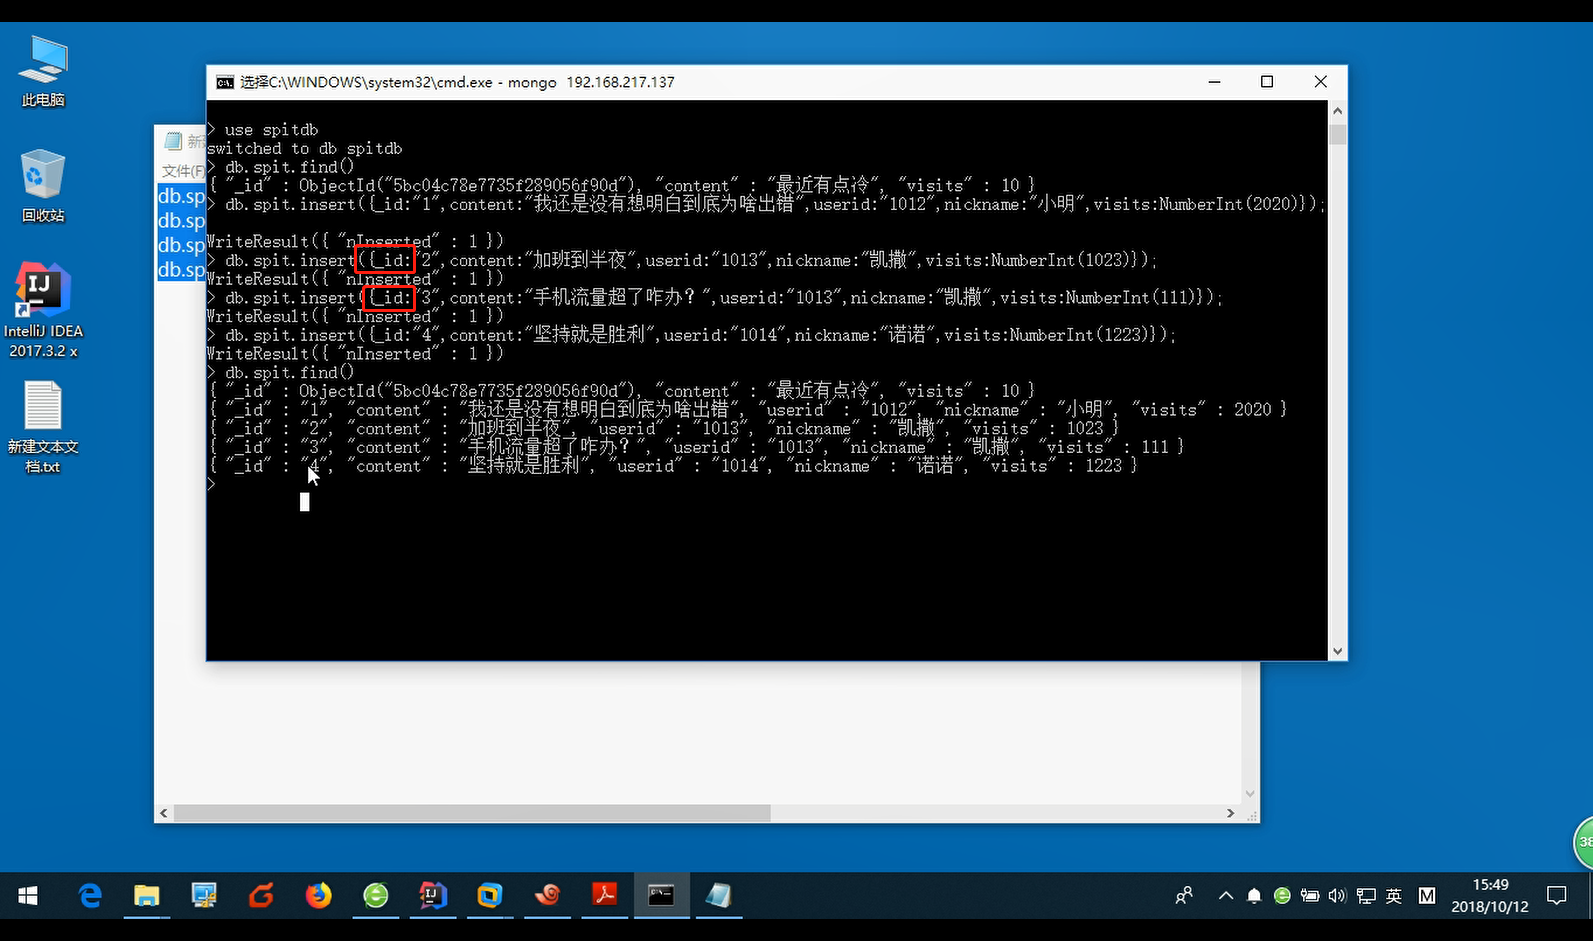 此电脑
回收站
IntelliJ IDEA
2017.3.2 x
新建文本文
档.txt
文件(F)
db.sp
db.sp
db.sp
db.sp
选择C:\WINDOWS\system32\cmd.exe - mongo  192.168.217.137
> use spitdb
switched to db spitdb
> db.spit.find()
{ "_id" : ObjectId("5bc04c78e7735f289056f90d"), "content" : "最近有点冷", "visits" : 10 }
> db.spit.insert({_id:"1",content:"我还是没有想明白到底为啥出错",userid:"1012",nickname:"小明",visits:NumberInt(2020)});
WriteResult({ "nInserted" : 1 })
> db.spit.insert({_id:"2",content:"加班到半夜",userid:"1013",nickname:"凯撒",visits:NumberInt(1023)});
WriteResult({ "nInserted" : 1 })
> db.spit.insert({_id:"3",content:"手机流量超了咋办？",userid:"1013",nickname:"凯撒",visits:NumberInt(111)});
WriteResult({ "nInserted" : 1 })
> db.spit.insert({_id:"4",content:"坚持就是胜利",userid:"1014",nickname:"诺诺",visits:NumberInt(1223)});
WriteResult({ "nInserted" : 1 })
> db.spit.find()
{ "_id" : ObjectId("5bc04c78e7735f289056f90d"), "content" : "最近有点冷", "visits" : 10 }
{ "_id" : "1", "content" : "我还是没有想明白到底为啥出错", "userid" : "1012", "nickname" : "小明", "visits" : 2020 }
{ "_id" : "2", "content" : "加班到半夜", "userid" : "1013", "nickname" : "凯撒", "visits" : 1023 }
{ "_id" : "3", "content" : "手机流量超了咋办？", "userid" : "1013", "nickname" : "凯撒", "visits" : 111 }
{ "_id" : "4", "content" : "坚持就是胜利", "userid" : "1014", "nickname" : "诺诺", "visits" : 1223 }
>
38
英
M
15:49
2018/10/12